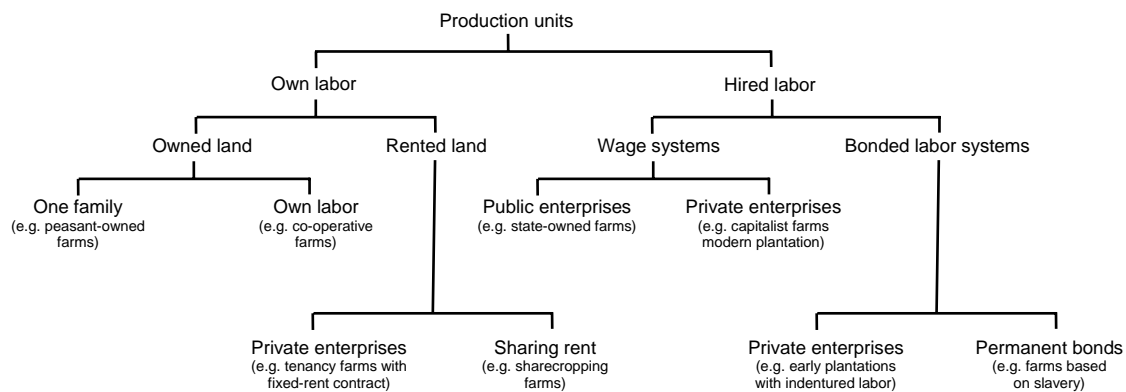 Production units
Own labor
Hired labor
Owned land
Rented land
Wage systems
Bonded labor systems
One family
(e.g. peasant-owned
farms)
Own labor
(e.g. co-operative
farms)
Public enterprises
(e.g. state-owned farms)
Private enterprises
(e.g. capitalist farms
modern plantation)
Private enterprises
(e.g. tenancy farms with
fixed-rent contract)
Sharing rent
(e.g. sharecropping
farms)
Private enterprises
(e.g. early plantations
with indentured labor)
Permanent bonds
(e.g. farms based
on slavery)